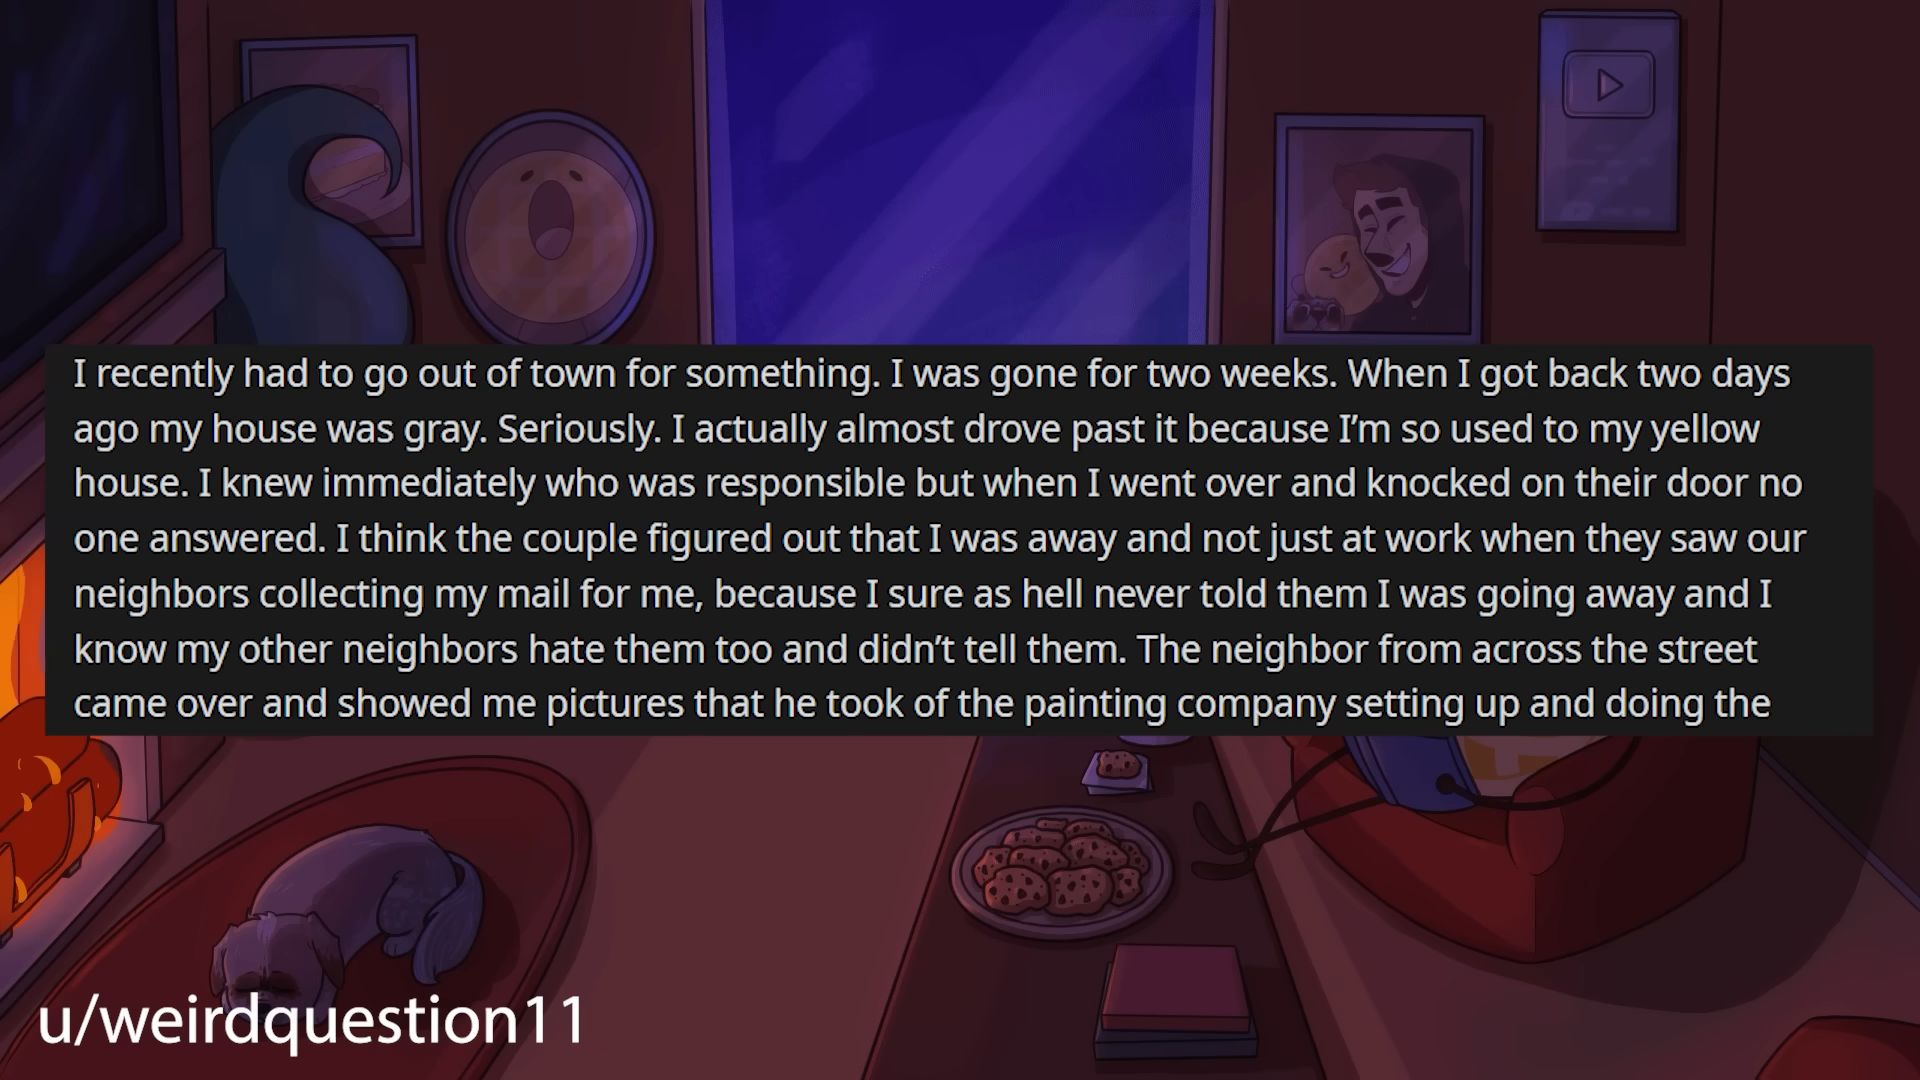 I recently had to go out of town for something. I was gone for two weeks. When I got back two days
ago my house was gray. Seriously. I actually almost drove past it because I’m so used to my yellow
house. I knew immediately who was responsible but when I went over and knocked on their door no
one answered. I think the couple figured out that I was away and not just at work when they saw our
neighbors collecting my mail for me, because I sure as hell never told them I was going away and I
know my other neighbors hate them too and didn’t tell them. The neighbor from across the street
came over and showed me pictures that he took of the painting company setting up and doing the
u/weirdquestion11